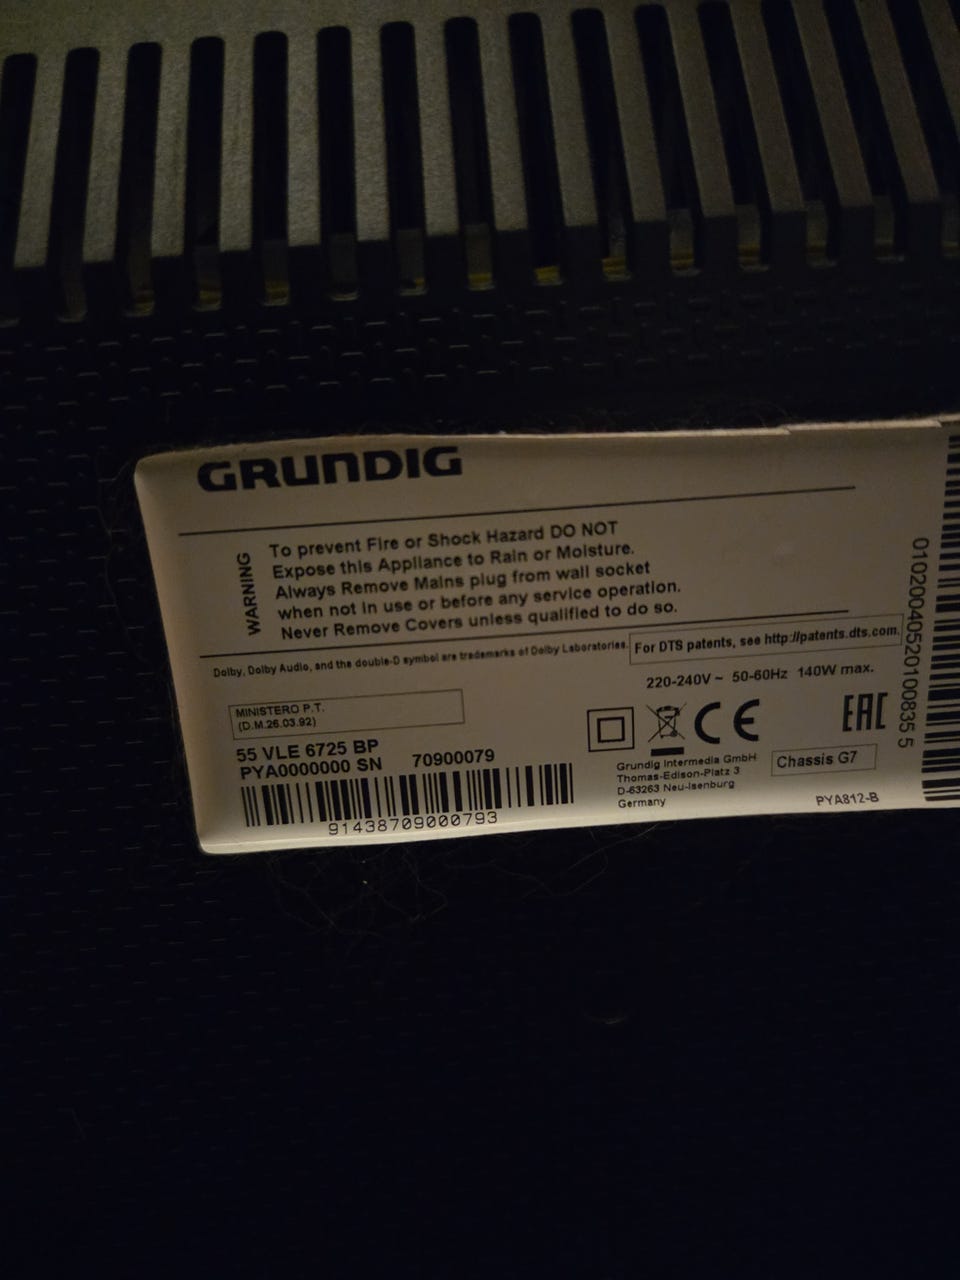 GRUNDIG
WARNING
To prevent Fire or Shock Hazard DO NOT
Expose this Appliance to Rain or Moisture.
Always Remove Mains plug from wall socket
when not in use or before any service operation.
Never Remove Covers unless qualified to do so.
Dolby, Dolby Audio, and the double-D symbol are trademarks of Dolby Laboratories.
For DTS patents, see http://patents.dts.com.
220-240V ~ 50-60Hz 140W max.
MINISTERO P.T.
(D.M.26.03.92)
55 VLE 6725 BP
PYA0000000 SN 70900079
91438709000793
CE
EAC
Grundig Intermedia GmbH
Thomas-Edison-Platz 3
D-63263 Neu-Isenburg
Germany
Chassis G7
PYA812-B
010200405201008355